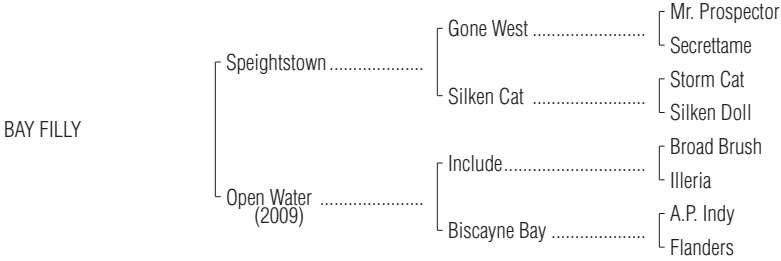 Mr. Prospector
Gone West ........................
Secrettame
Speightstown ....................
Storm Cat
Silken Cat ........................
Silken Doll
BAY FILLY
Broad Brush
Include..............................
Illeria
Open Water ......................
(2009)
A.P. Indy
Biscayne Bay ....................
Flanders